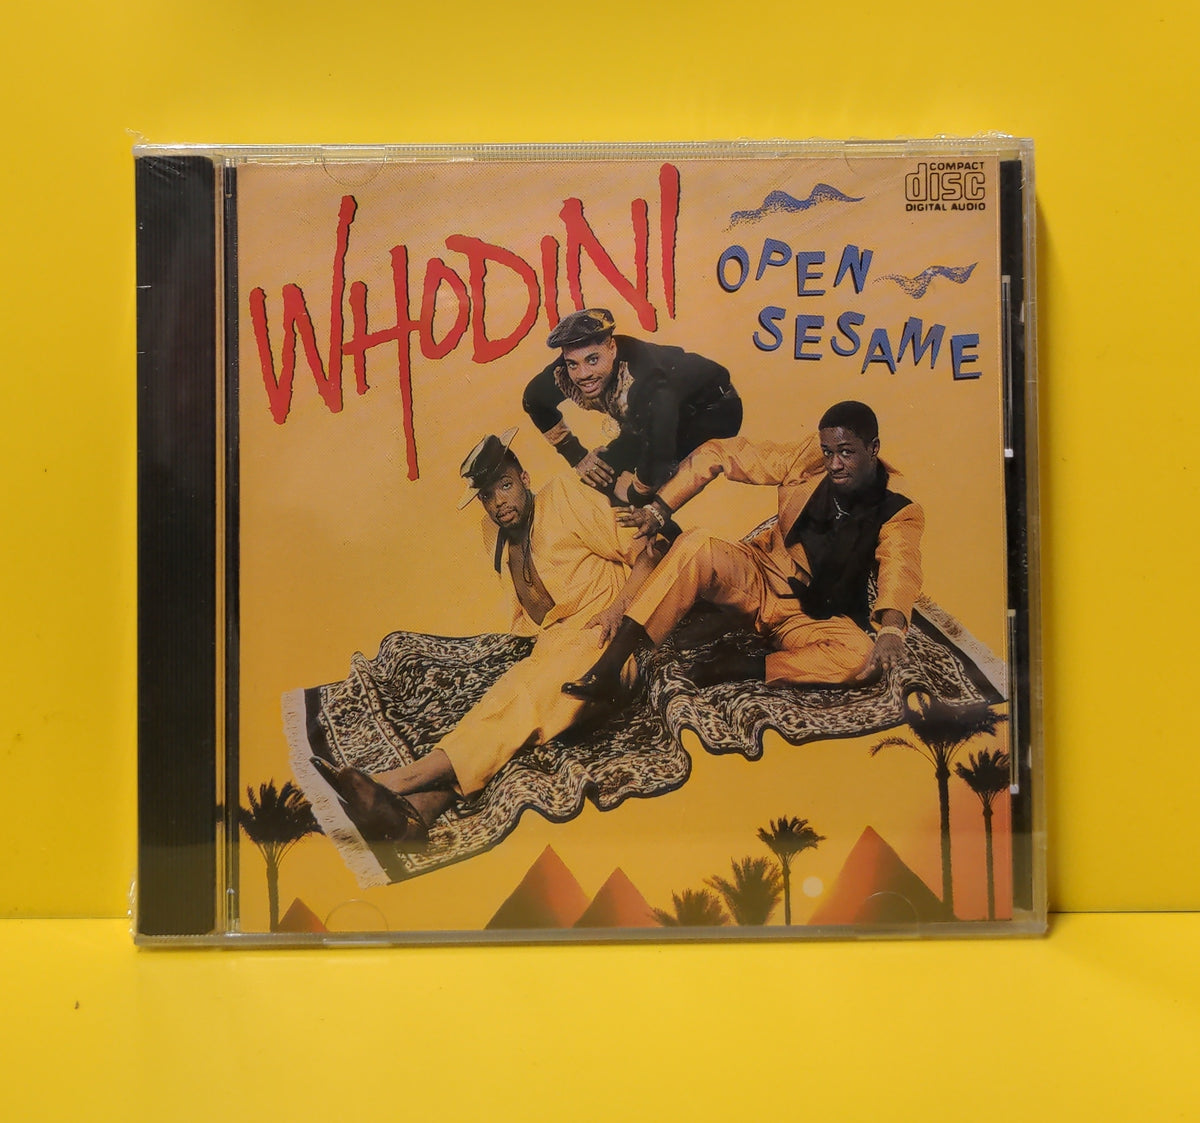 WHODINI
OPEN
SESAME
COMPACT
disc
DIGITAL AUDIO